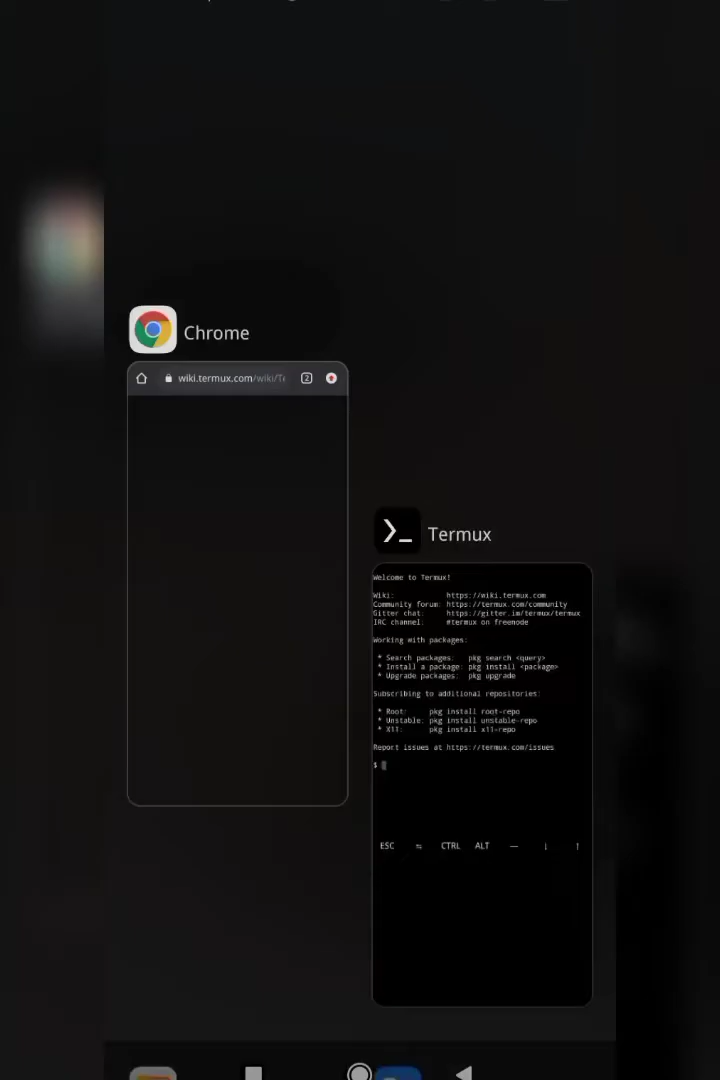 Chrome
wiki.termux.com/wiki/Te
2
Termux
Welcome to Termux!
Wiki: https://wiki.termux.com
Community forum: https://termux.com/community
Gitter chat: https://gitter.im/termux/termux
IRC channel: #termux on freenode
Working with packages:
* Search packages: pkg search <query>
* Install a package: pkg install <package>
* Upgrade packages: pkg upgrade
Subscribing to additional repositories:
* Root: pkg install root-repo
* Unstable: pkg install unstable-repo
* X11: pkg install x11-repo
Report issues at https://termux.com/issues
$
ESC ⇆ CTRL ALT — ↓ ↑